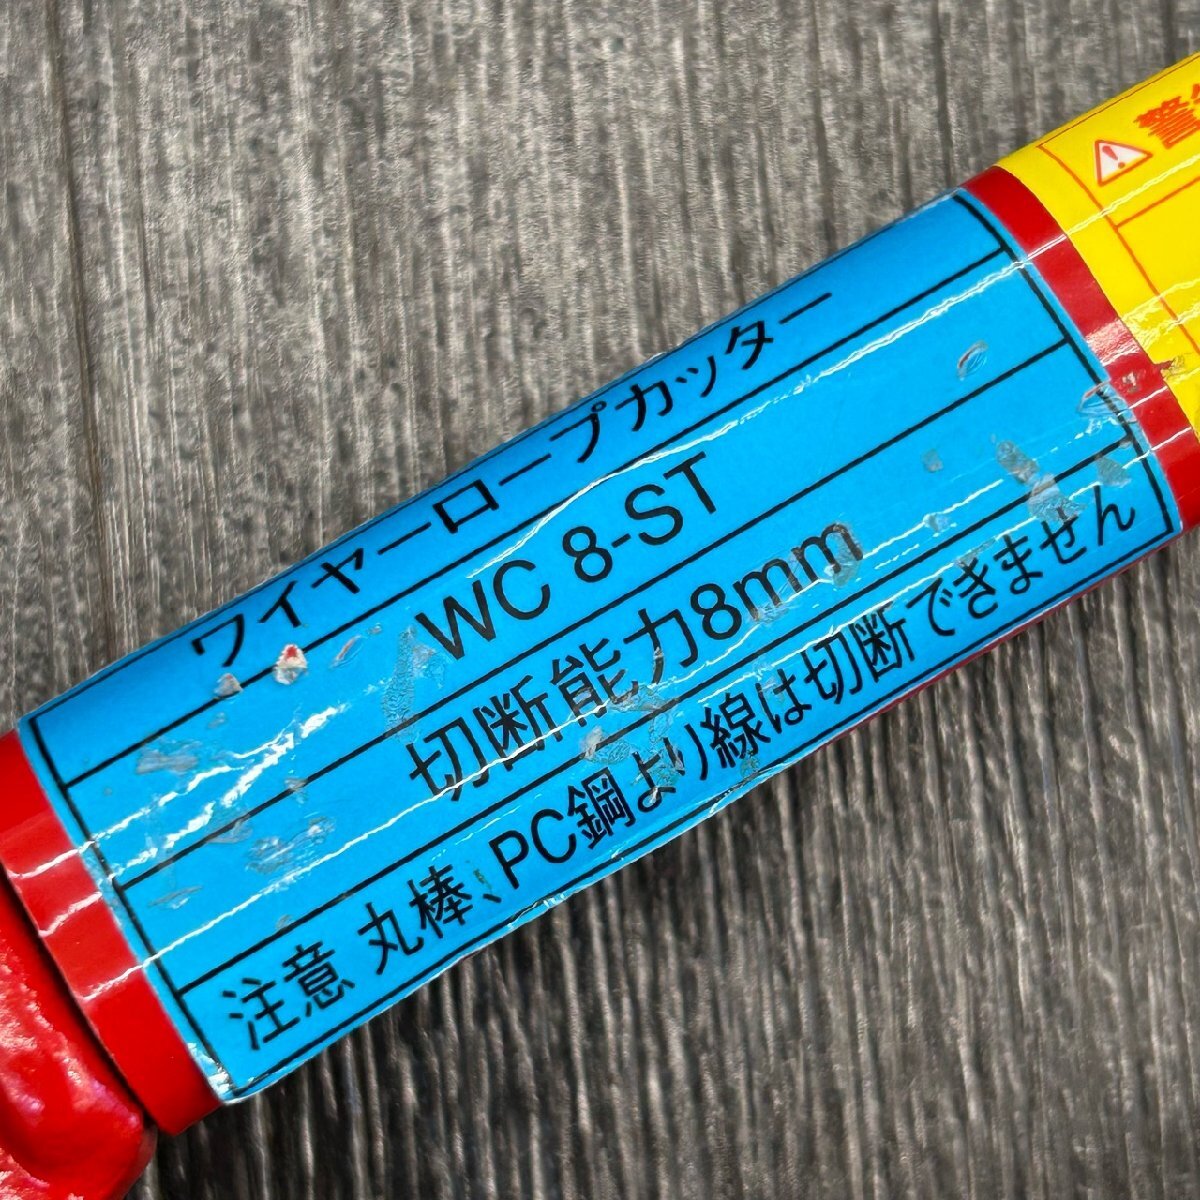 ワイヤーロープカッター
WC 8-ST
切断能力8mm
注意 丸棒、PC鋼より線は切断できません
警